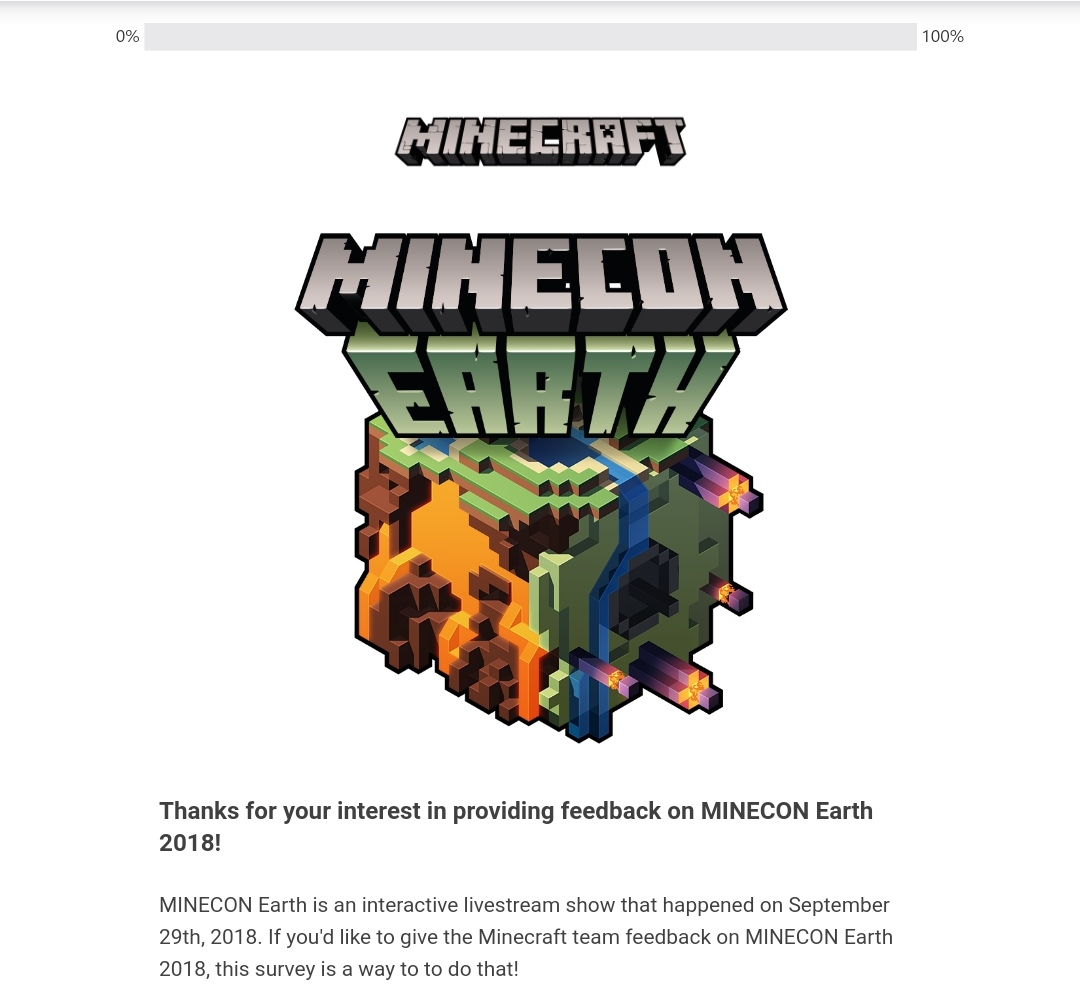 0% 100%
MINECRAFT
MINECON
EARTH
Thanks for your interest in providing feedback on MINECON Earth
2018!
MINECON Earth is an interactive livestream show that happened on September
29th, 2018. If you'd like to give the Minecraft team feedback on MINECON Earth
2018, this survey is a way to to do that!